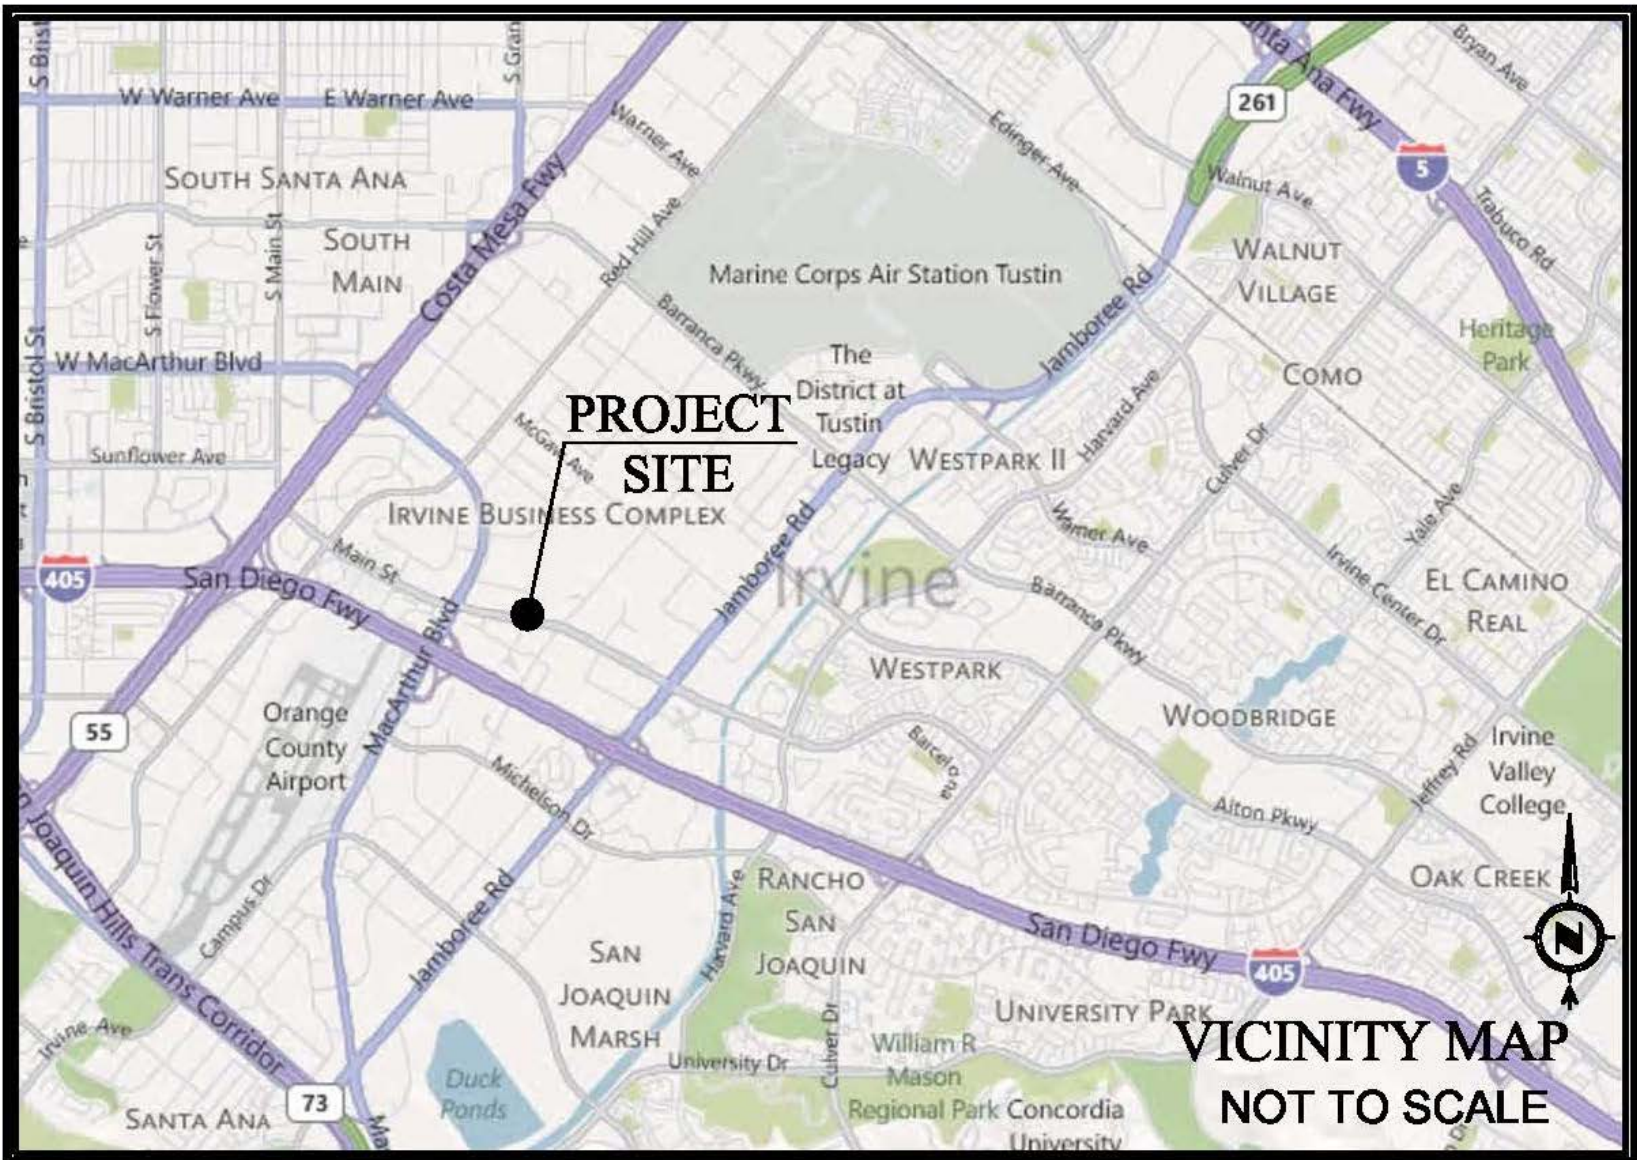 S Bris
S Gran
W Warner Ave
E Warner Ave
Warner Ave
Edinger Ave
261
anta Ana Fwy
Bryan Ave
5
Walnut Ave
Trabuco Rd
SOUTH SANTA ANA
S Flower St
S Main St
SOUTH
MAIN
Costa Mesa Fwy
Red Hill Ave
Marine Corps Air Station Tustin
Jamboree Rd
WALNUT
VILLAGE
Heritage
Park
COMO
S Bristol St
W MacArthur Blvd
Barranca Pkwy
The
District at
Tustin
Legacy
WESTPARK II
Harvard Ave
Culver Dr
Yale Ave
Sunflower Ave
McGaw Ave
PROJECT
SITE
IRVINE BUSINESS COMPLEX
Main St
Jamboree Rd
Irvine
Warner Ave
Barranca Pkwy
Irvine Center Dr
EL CAMINO
REAL
405
San Diego Fwy
MacArthur Blvd
WESTPARK
WOODBRIDGE
55
Orange
County
Airport
Michelson Dr
Barcelona
Alton Pkwy
Jeffrey Rd
Irvine
Valley
College
OAK CREEK
n Joaquin Hills Trans Corridor
Campus Dr
Jamboree Rd
Harvard Ave
RANCHO
SAN
JOAQUIN
San Diego Fwy
405
N
SAN
JOAQUIN
MARSH
Culver Dr
UNIVERSITY PARK
Irvine Ave
University Dr
William R
Mason
Regional Park
Concordia
University
Duck
Ponds
SANTA ANA
73
Ma
VICINITY MAP
NOT TO SCALE